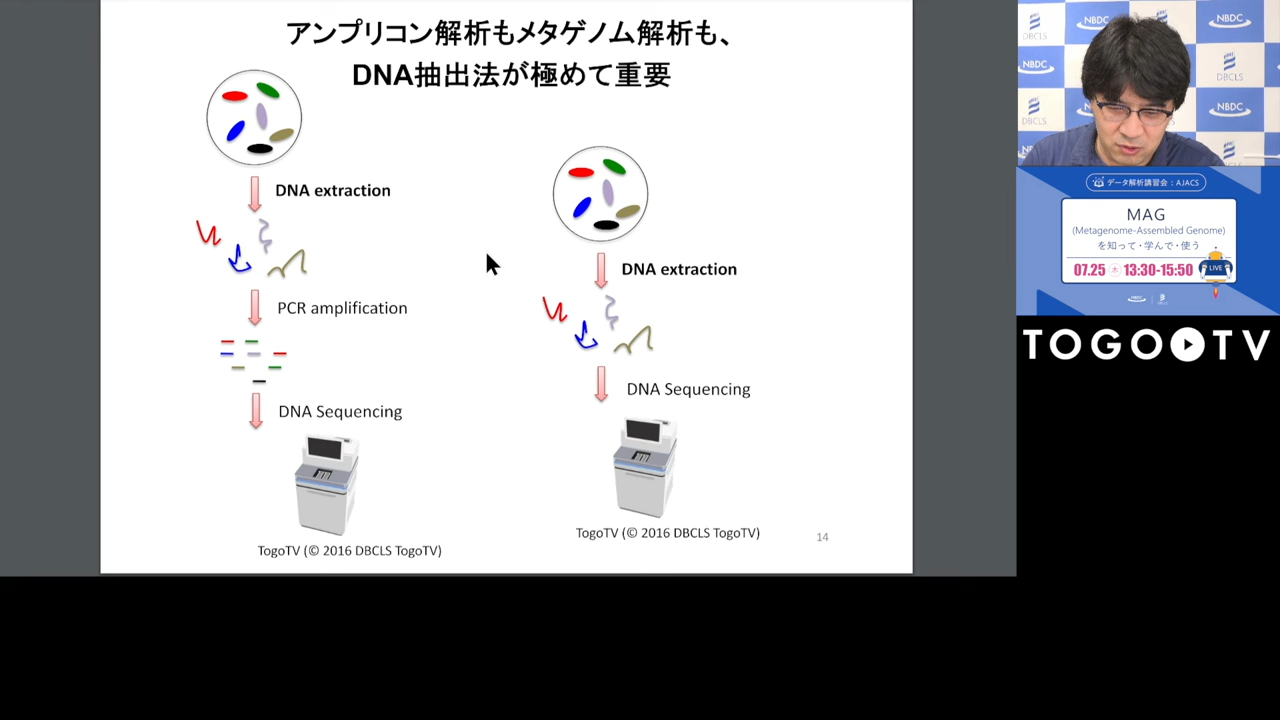 アンプリコン解析もメタゲノム解析も、
DNA抽出法が極めて重要
DNA extraction
PCR amplification
DNA Sequencing
TogoTV (© 2016 DBCLS TogoTV)
DNA extraction
DNA Sequencing
TogoTV (© 2016 DBCLS TogoTV)
14
NBDC
DBCLS
NBDC
DBCLS
NBDC
DBCLS
NBDC
データ解析講習会：AJACS
MAG
(Metagenome-Assembled Genome)
を知って・学んで・使う
07.25 木 13:30-15:50
LIVE
NBDC
DBCLS
TOGO TV